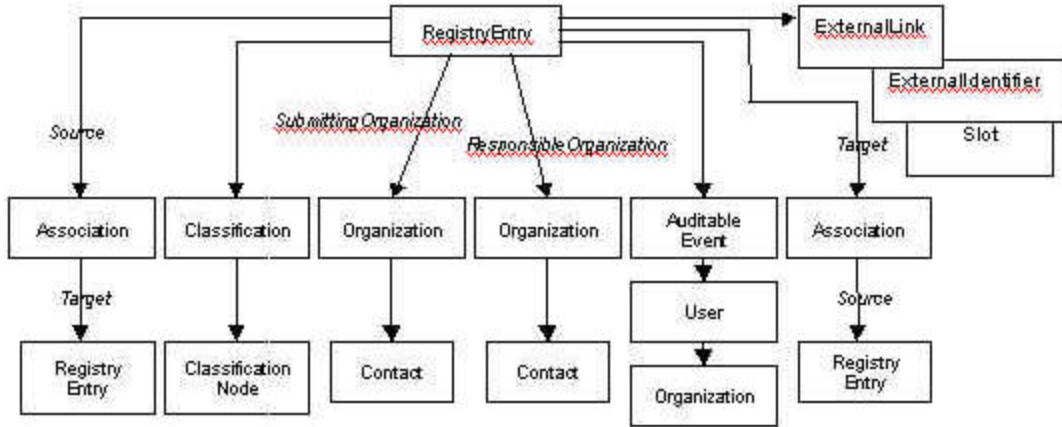 RegistryEntry
ExternalLink
ExternalIdentifier
Slot
Source
Submitting Organization
Responsible Organization
Target
Association
Classification
Organization
Organization
Auditable
Event
Association
Target
User
Source
Registry
Entry
Classification
Node
Contact
Contact
Organization
Registry
Entry